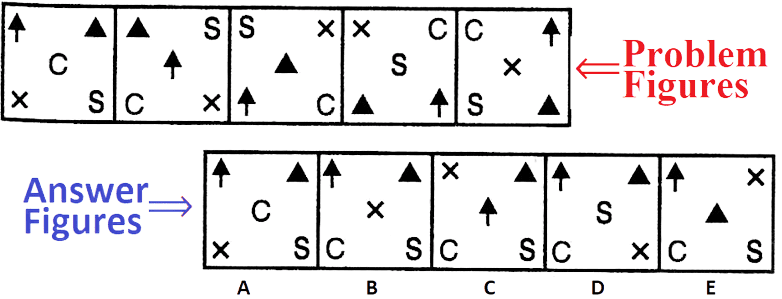 ↑ ▲ ▲ S S × × C C ↑
C ↑ ▲ S ×
× S C × ↑ C ▲ ↑ S ▲
Problem
Figures
↑ ▲ ↑ ▲ × ▲ ↑ ▲ ↑ ×
C × ↑ S ▲
× S C S C S C × C S
Answer
Figures
A B C D E